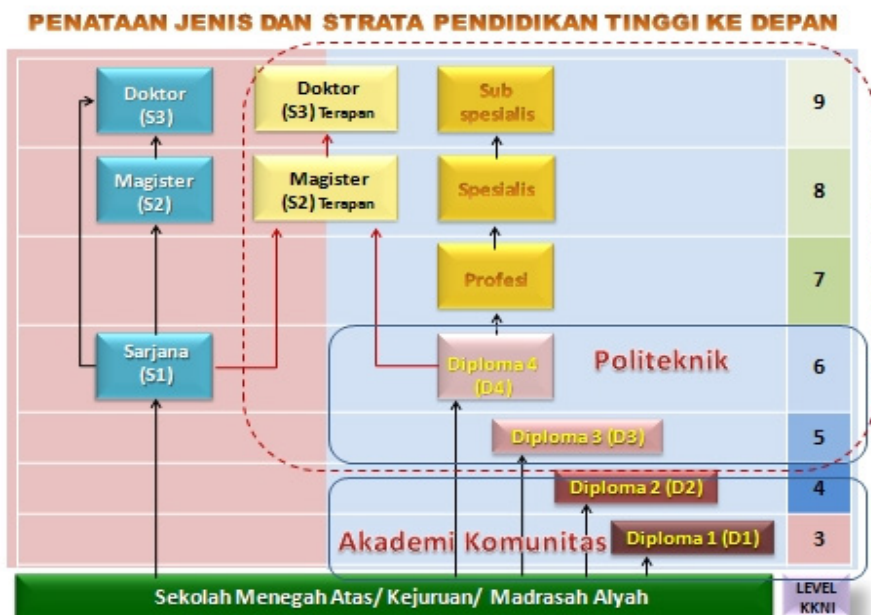 PENATAAN JENIS DAN STRATA PENDIDIKAN TINGGI KE DEPAN
Doktor
(S3)
Doktor
(S3) Terapan
Sub
spesialis
9
Magister
(S2)
Magister
(S2) Terapan
Spesialis
8
Profesi
7
Sarjana
(S1)
Diploma 4
(D4)
Politeknik
6
Diploma 3 (D3)
5
Diploma 2 (D2)
4
Akademi Komunitas
Diploma 1 (D1)
3
Sekolah Menegah Atas/ Kejuruan/ Madrasah Alyah
LEVEL
KKNI